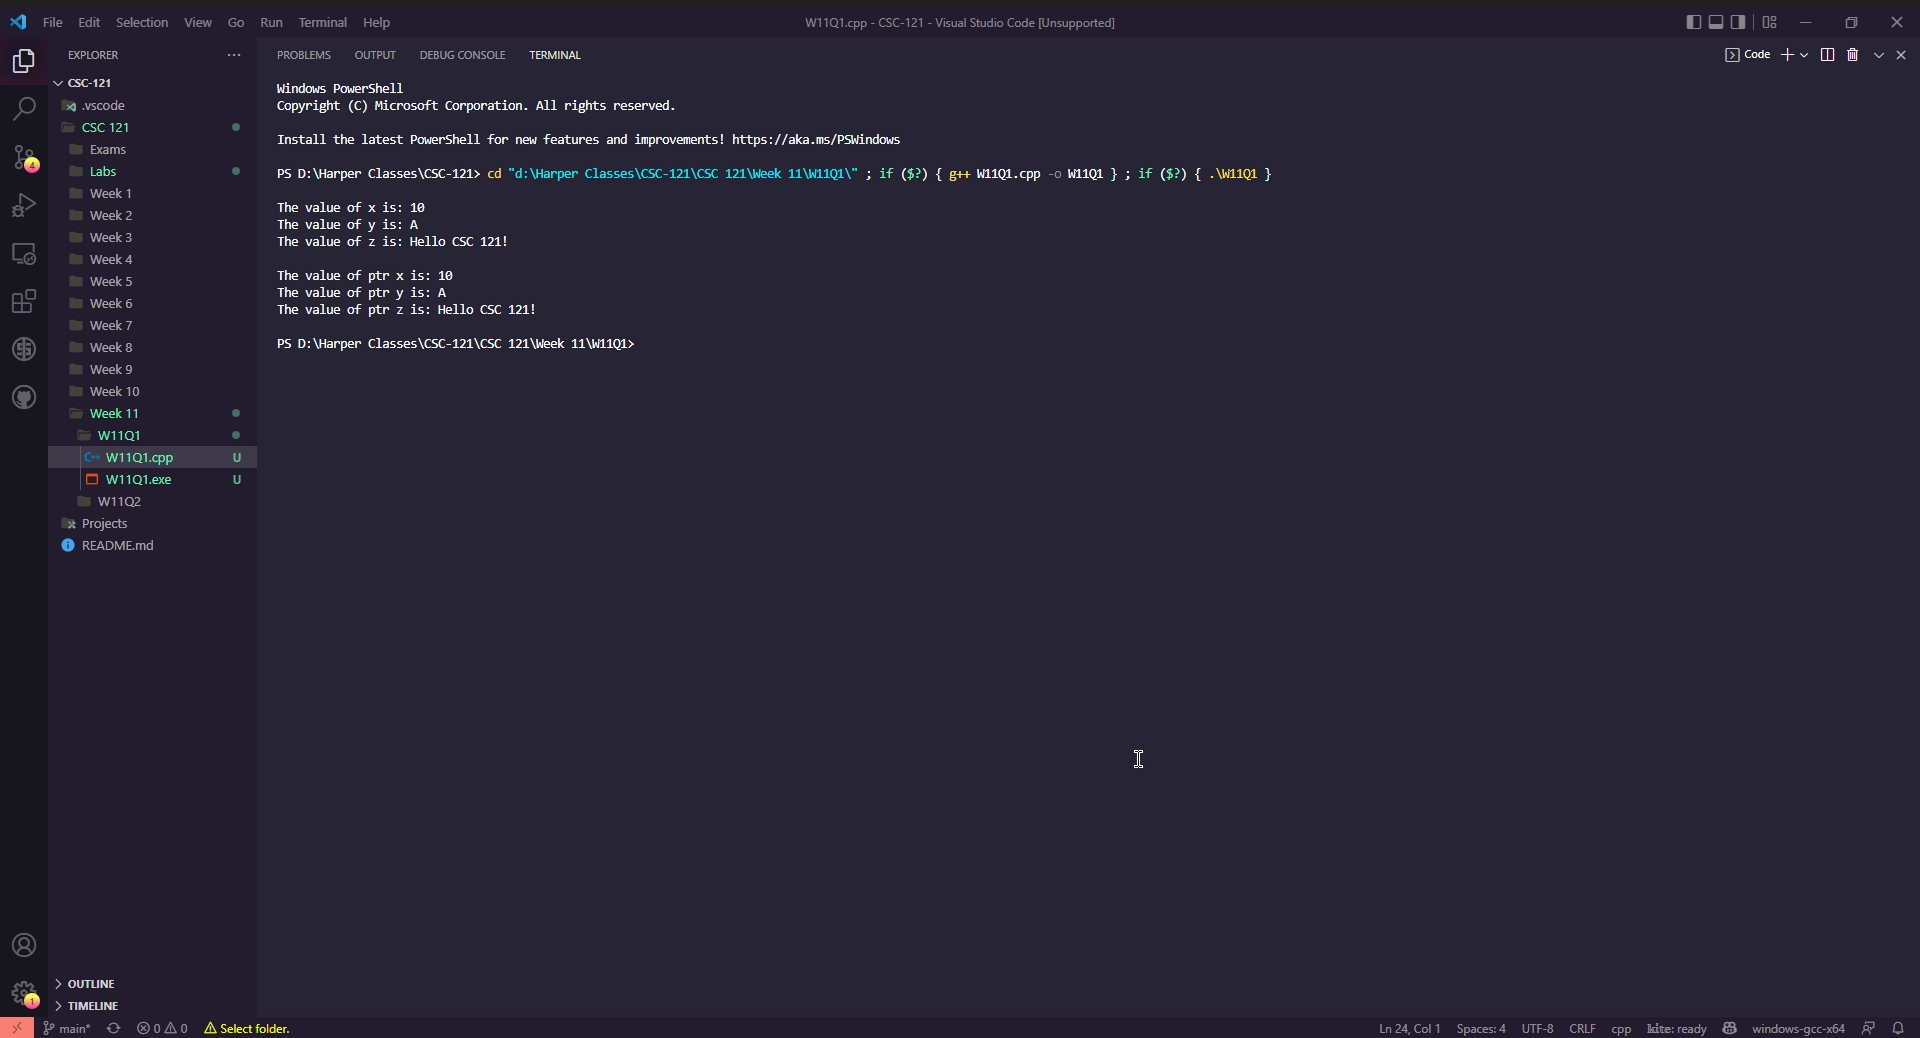 File Edit Selection View Go Run Terminal Help
W11Q1.cpp - CSC-121 - Visual Studio Code [Unsupported]
EXPLORER
PROBLEMS OUTPUT DEBUG CONSOLE TERMINAL
Code
CSC-121
.vscode
CSC 121
Exams
Labs
Week 1
Week 2
Week 3
Week 4
Week 5
Week 6
Week 7
Week 8
Week 9
Week 10
Week 11
W11Q1
W11Q1.cpp U
W11Q1.exe U
W11Q2
Projects
README.md
4
Windows PowerShell
Copyright (C) Microsoft Corporation. All rights reserved.
Install the latest PowerShell for new features and improvements! https://aka.ms/PSWindows
PS D:\Harper Classes\CSC-121> cd "d:\Harper Classes\CSC-121\CSC 121\Week 11\W11Q1\" ; if ($?) { g++ W11Q1.cpp -o W11Q1 } ; if ($?) { .\W11Q1 }
The value of x is: 10
The value of y is: A
The value of z is: Hello CSC 121!
The value of ptr x is: 10
The value of ptr y is: A
The value of ptr z is: Hello CSC 121!
PS D:\Harper Classes\CSC-121\CSC 121\Week 11\W11Q1>
OUTLINE
TIMELINE
1
main* 0 0 Select folder.
Ln 24, Col 1 Spaces: 4 UTF-8 CRLF cpp kite: ready windows-gcc-x64